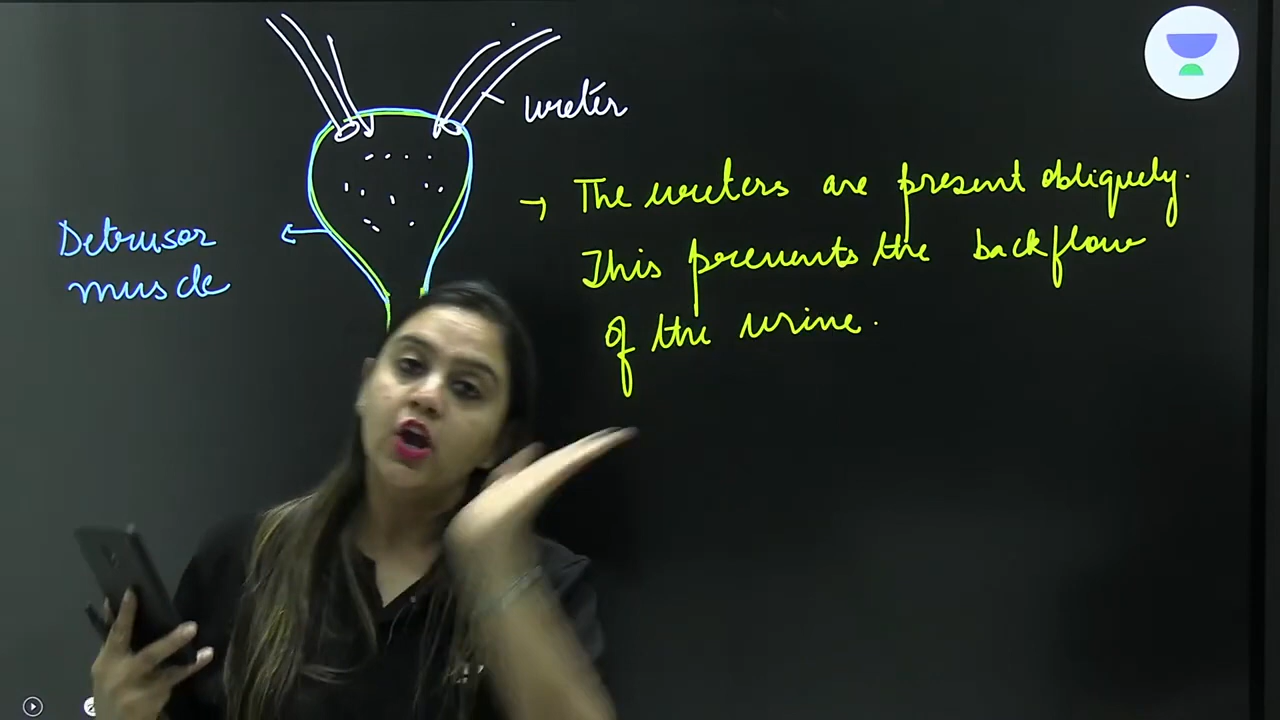 ureter
→ The ureters are present obliquely.
This prevents the backflow
of the urine.
Detrusor
muscle